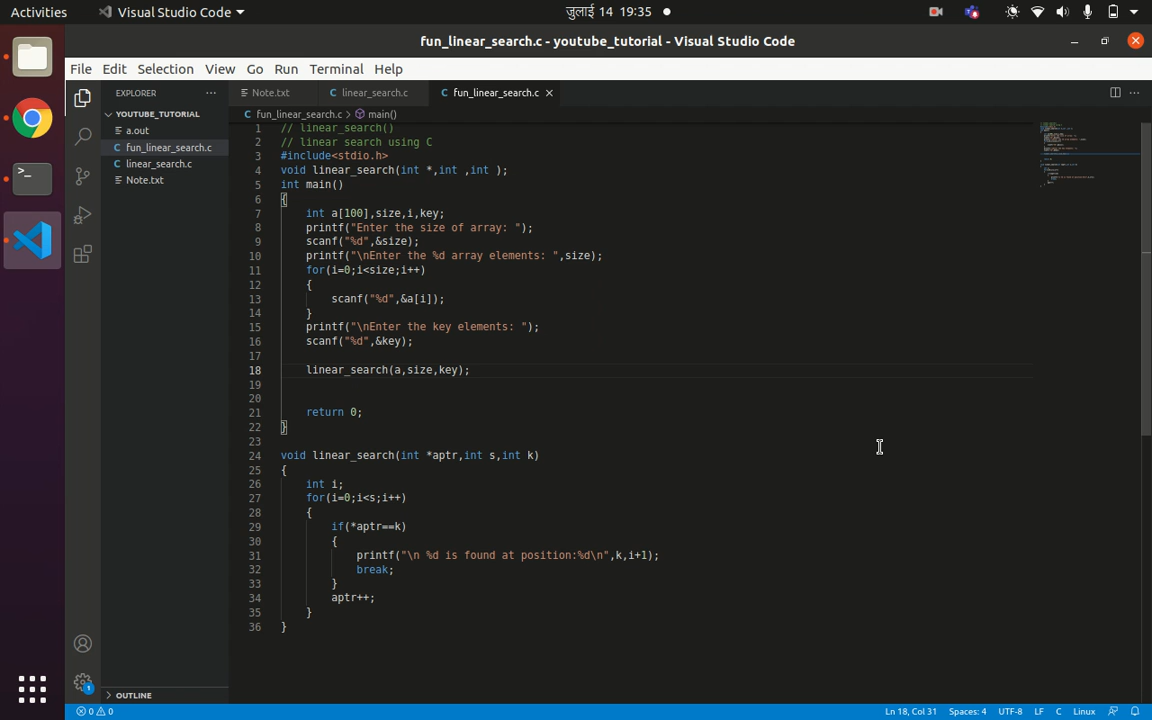 Activities Visual Studio Code जुलाई 14 19:35
fun_linear_search.c - youtube_tutorial - Visual Studio Code
File Edit Selection View Go Run Terminal Help
EXPLORER ... Note.txt linear_search.c fun_linear_search.c
YOUTUBE_TUTORIAL
a.out
fun_linear_search.c
linear_search.c
Note.txt
fun_linear_search.c > main()
1 // linear_search()
2 // linear search using C
3 #include<stdio.h>
4 void linear_search(int *,int ,int );
5 int main()
6 {
7 int a[100],size,i,key;
8 printf("Enter the size of array: ");
9 scanf("%d",&size);
10 printf("\nEnter the %d array elements: ",size);
11 for(i=0;i<size;i++)
12 {
13 scanf("%d",&a[i]);
14 }
15 printf("\nEnter the key elements: ");
16 scanf("%d",&key);
17
18 linear_search(a,size,key);
19
20
21 return 0;
22 }
23
24 void linear_search(int *aptr,int s,int k)
25 {
26 int i;
27 for(i=0;i<s;i++)
28 {
29 if(*aptr==k)
30 {
31 printf("\n %d is found at position:%d\n",k,i+1);
32 break;
33 }
34 aptr++;
35 }
36 }
1
OUTLINE
0 0 Ln 18, Col 31 Spaces: 4 UTF-8 LF C Linux